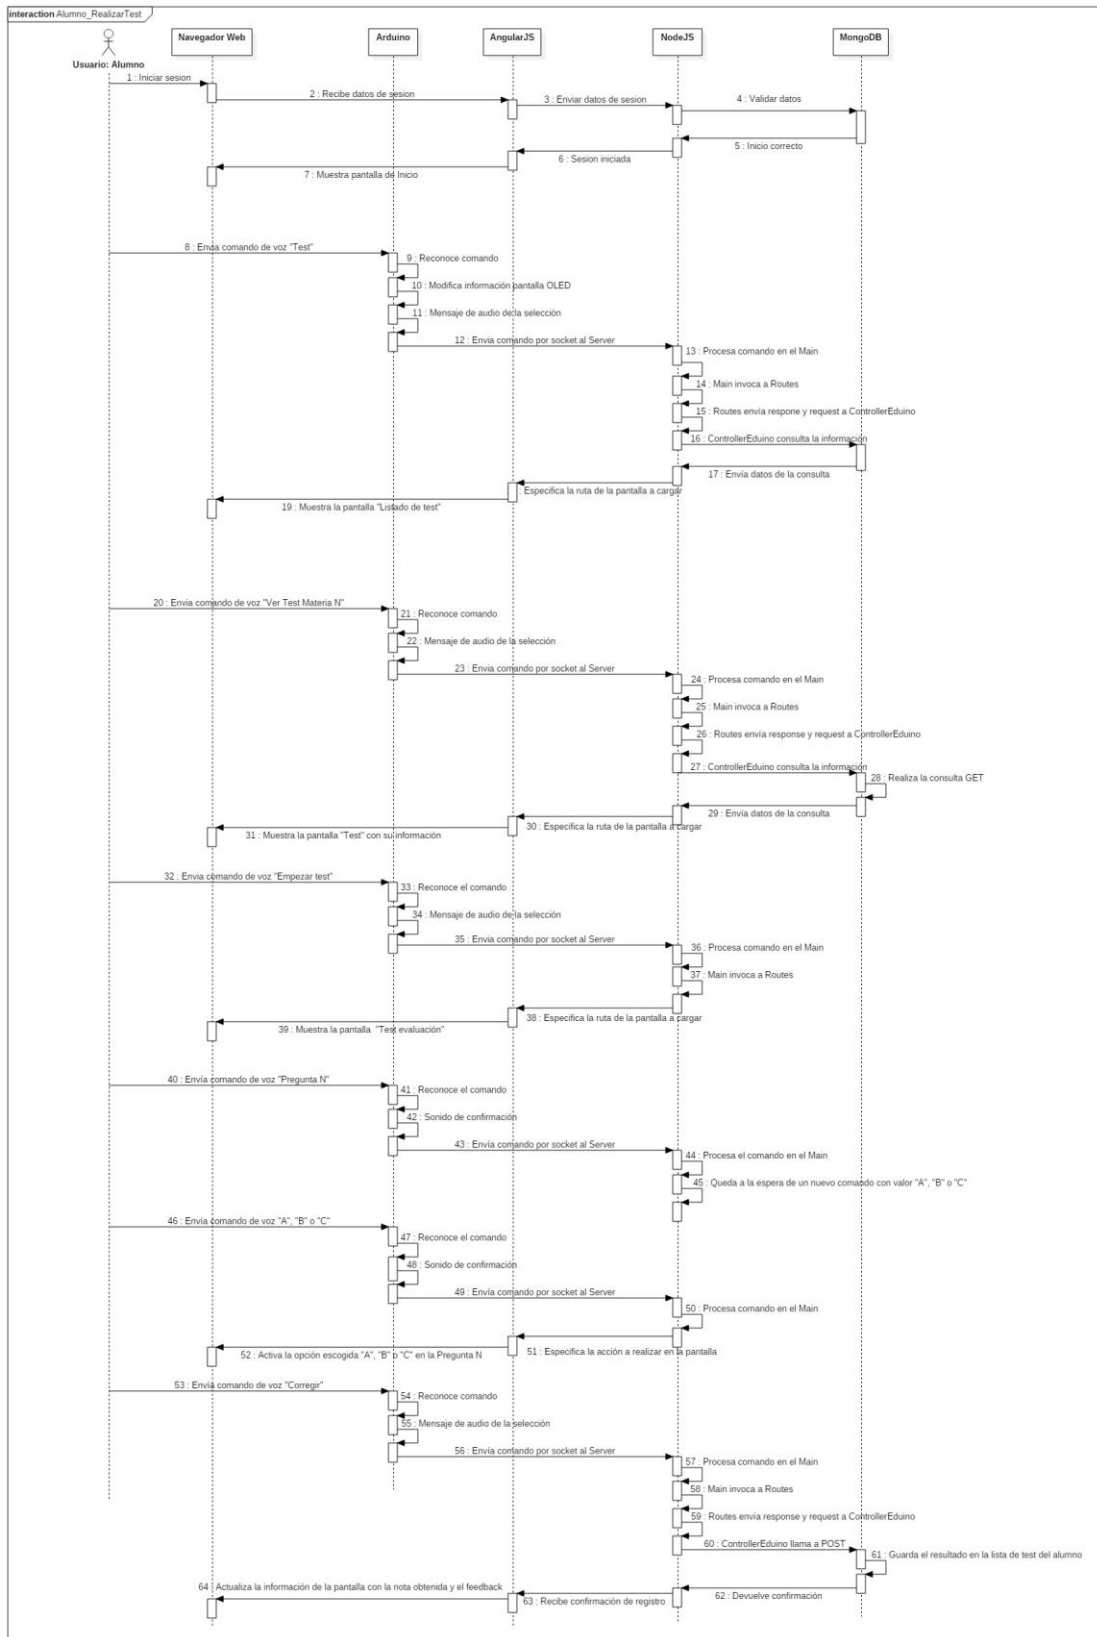 interaction Alumno_RealizarTest
Usuario: Alumno
Navegador Web
Arduino
AngularJS
NodeJS
MongoDB
1 : Iniciar sesion
2 : Recibe datos de sesion
3 : Enviar datos de sesion
4 : Validar datos
5 : Inicio correcto
6 : Sesion iniciada
7 : Muestra pantalla de Inicio
8 : Envia comando de voz "Test"
9 : Reconoce comando
10 : Modifica información pantalla OLED
11 : Mensaje de audio de la selección
12 : Envia comando por socket al Server
13 : Procesa comando en el Main
14 : Main invoca a Routes
15 : Routes envía respone y request a ControllerEduino
16 : ControllerEduino consulta la información
17 : Envía datos de la consulta
: Especifica la ruta de la pantalla a cargar
19 : Muestra la pantalla "Listado de test"
20 : Envia comando de voz "Ver Test Materia N"
21 : Reconoce comando
22 : Mensaje de audio de la selección
23 : Envia comando por socket al Server
24 : Procesa comando en el Main
25 : Main invoca a Routes
26 : Routes envía response y request a ControllerEduino
27 : ControllerEduino consulta la información
28 : Realiza la consulta GET
29 : Envía datos de la consulta
30 : Especifica la ruta de la pantalla a cargar
31 : Muestra la pantalla "Test" con su información
32 : Envia comando de voz "Empezar test"
33 : Reconoce el comando
34 : Mensaje de audio de la selección
35 : Envia comando por socket al Server
36 : Procesa comando en el Main
37 : Main invoca a Routes
38 : Especifica la ruta de la pantalla a cargar
39 : Muestra la pantalla "Test evaluación"
40 : Envía comando de voz "Pregunta N"
41 : Reconoce el comando
42 : Sonido de confirmación
43 : Envía comando por socket al Server
44 : Procesa el comando en el Main
45 : Queda a la espera de un nuevo comando con valor "A", "B" o "C"
46 : Envía comando de voz "A", "B" o "C"
47 : Reconoce el comando
48 : Sonido de confirmación
49 : Envía comando por socket al Server
50 : Procesa comando en el Main
51 : Especifica la acción a realizar en la pantalla
52 : Activa la opción escogida "A", "B" o "C" en la Pregunta N
53 : Envía comando de voz "Corregir"
54 : Reconoce comando
55 : Mensaje de audio de la selección
56 : Envía comando por socket al Server
57 : Procesa comando en el Main
58 : Main invoca a Routes
59 : Routes envía response y request a ControllerEduino
60 : ControllerEduino llama a POST
61 : Guarda el resultado en la lista de test del alumno
62 : Devuelve confirmación
63 : Recibe confirmación de registro
64 : Actualiza la información de la pantalla con la nota obtenida y el feedback